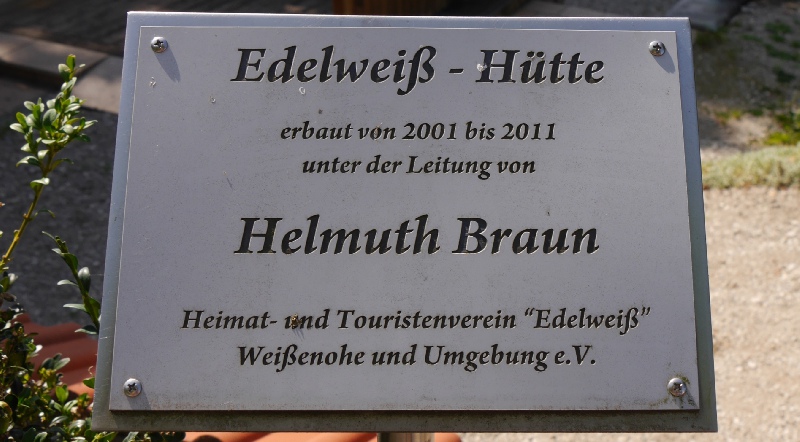 Edelweiß - Hütte
erbaut von 2001 bis 2011
unter der Leitung von
Helmuth Braun
Heimat- und Touristenverein “Edelweiß”
Weißenohe und Umgebung e.V.